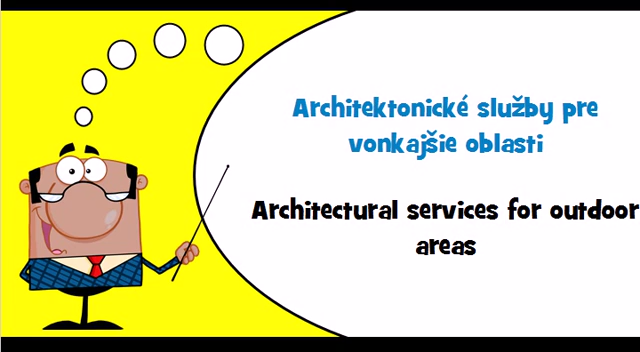 Architektonické služby pre
vonkajšie oblasti
Architectural services for outdoor
areas